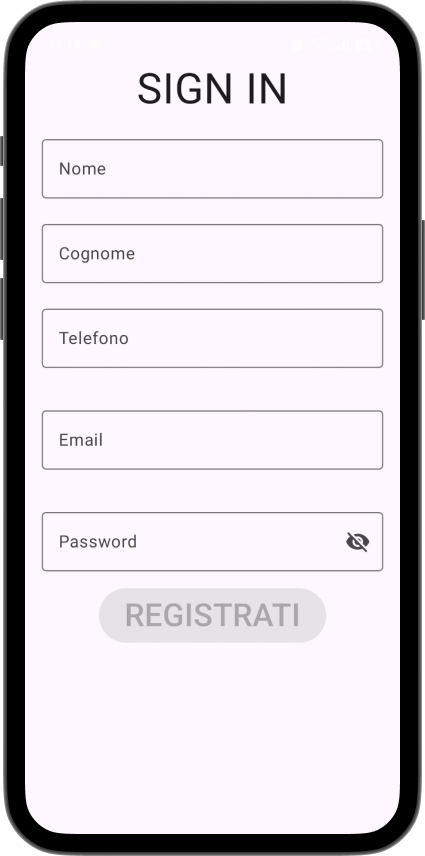 SIGN IN
Nome
Cognome
Telefono
Email
Password
REGISTRATI